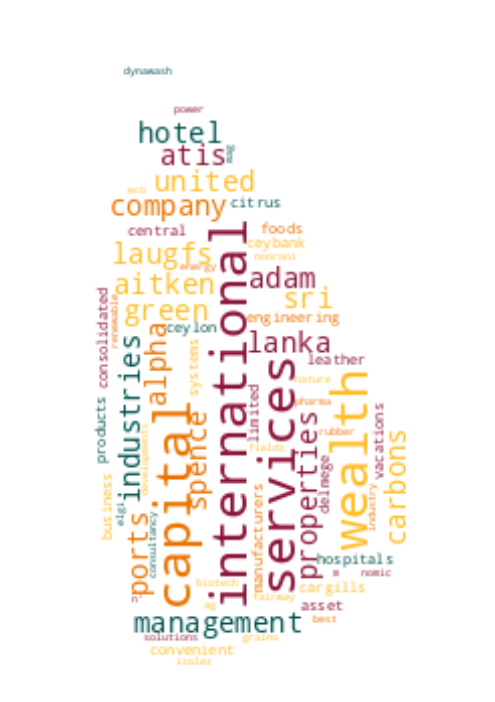 dynawash
power
hotel
atis
united
eco
company
citrus
central
foods
ceybank
laugfs
noorani
energy
adam
aitken
sri
green
engineering
ceylon
lanka
leather
consolidated
renewable
international
alpha
industries
systems
nature
capital
services
wealth
limited
pharma
spence
properties
rubber
vacations
products
developments
fields
delmege
carbons
business
elgi
ports
consultancy
manufacturers
industry
hospitals
nomic
biotech
cargills
fairway
ag
asset
management
best
solutions
grains
convenient
isolez